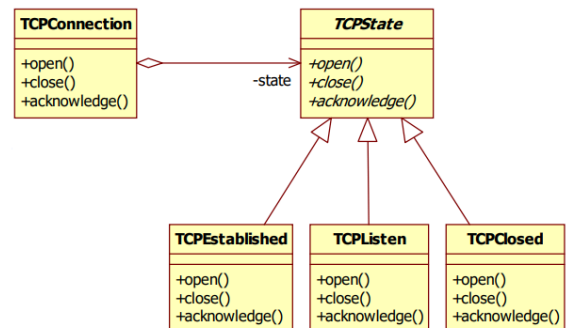 TCPConnection
+open()
+close()
+acknowledge()
-state
TCPState
+open()
+close()
+acknowledge()
TCPEstablished
+open()
+close()
+acknowledge()
TCPListen
+open()
+close()
+acknowledge()
TCPClosed
+open()
+close()
+acknowledge()